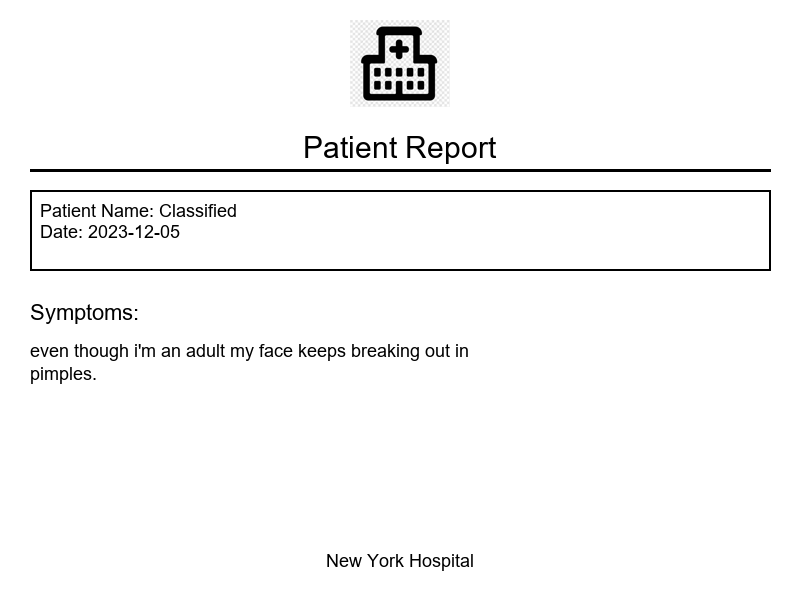 Patient Report
Patient Name: Classified
Date: 2023-12-05
Symptoms:
even though i'm an adult my face keeps breaking out in
pimples.
New York Hospital